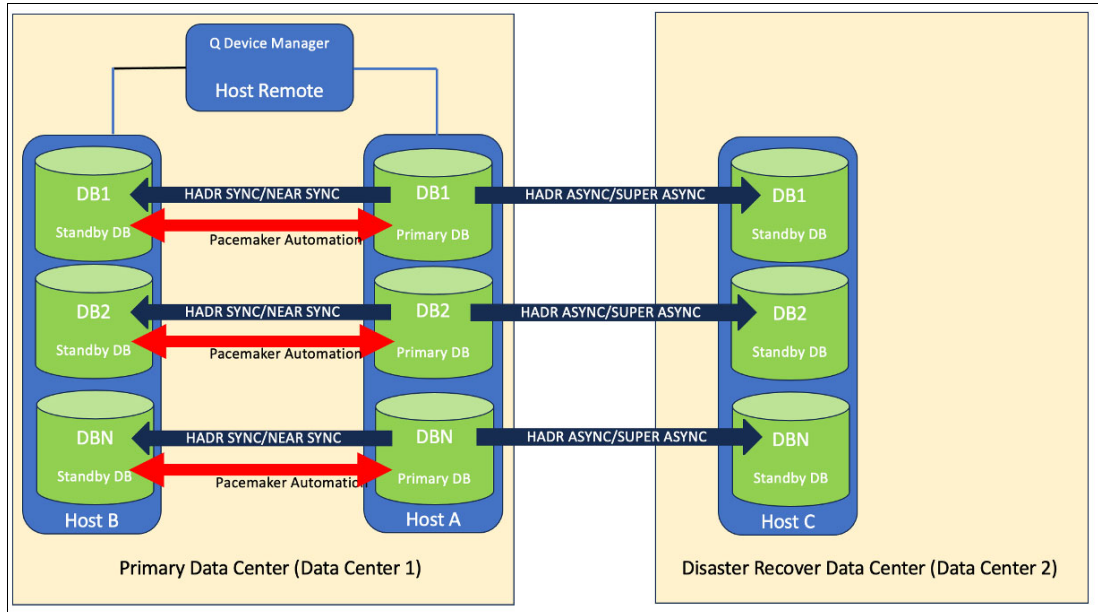 Q Device Manager
Host Remote
DB1
Standby DB
HADR SYNC/NEAR SYNC
Pacemaker Automation
DB1
Primary DB
HADR ASYNC/SUPER ASYNC
DB1
Standby DB
DB2
Standby DB
HADR SYNC/NEAR SYNC
Pacemaker Automation
DB2
Primary DB
HADR ASYNC/SUPER ASYNC
DB2
Standby DB
DBN
Standby DB
HADR SYNC/NEAR SYNC
Pacemaker Automation
DBN
Primary DB
HADR ASYNC/SUPER ASYNC
DBN
Standby DB
Host B
Host A
Host C
Primary Data Center (Data Center 1)
Disaster Recover Data Center (Data Center 2)